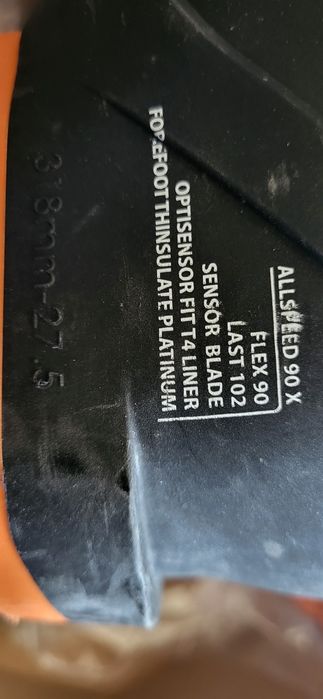 ALLSPEED 90 X
FLEX 90
LAST 102
SENSOR BLADE
OPTISENSOR FIT T4 LINER
FOREFOOT THINSULATE PLATINUM
318mm-27.5